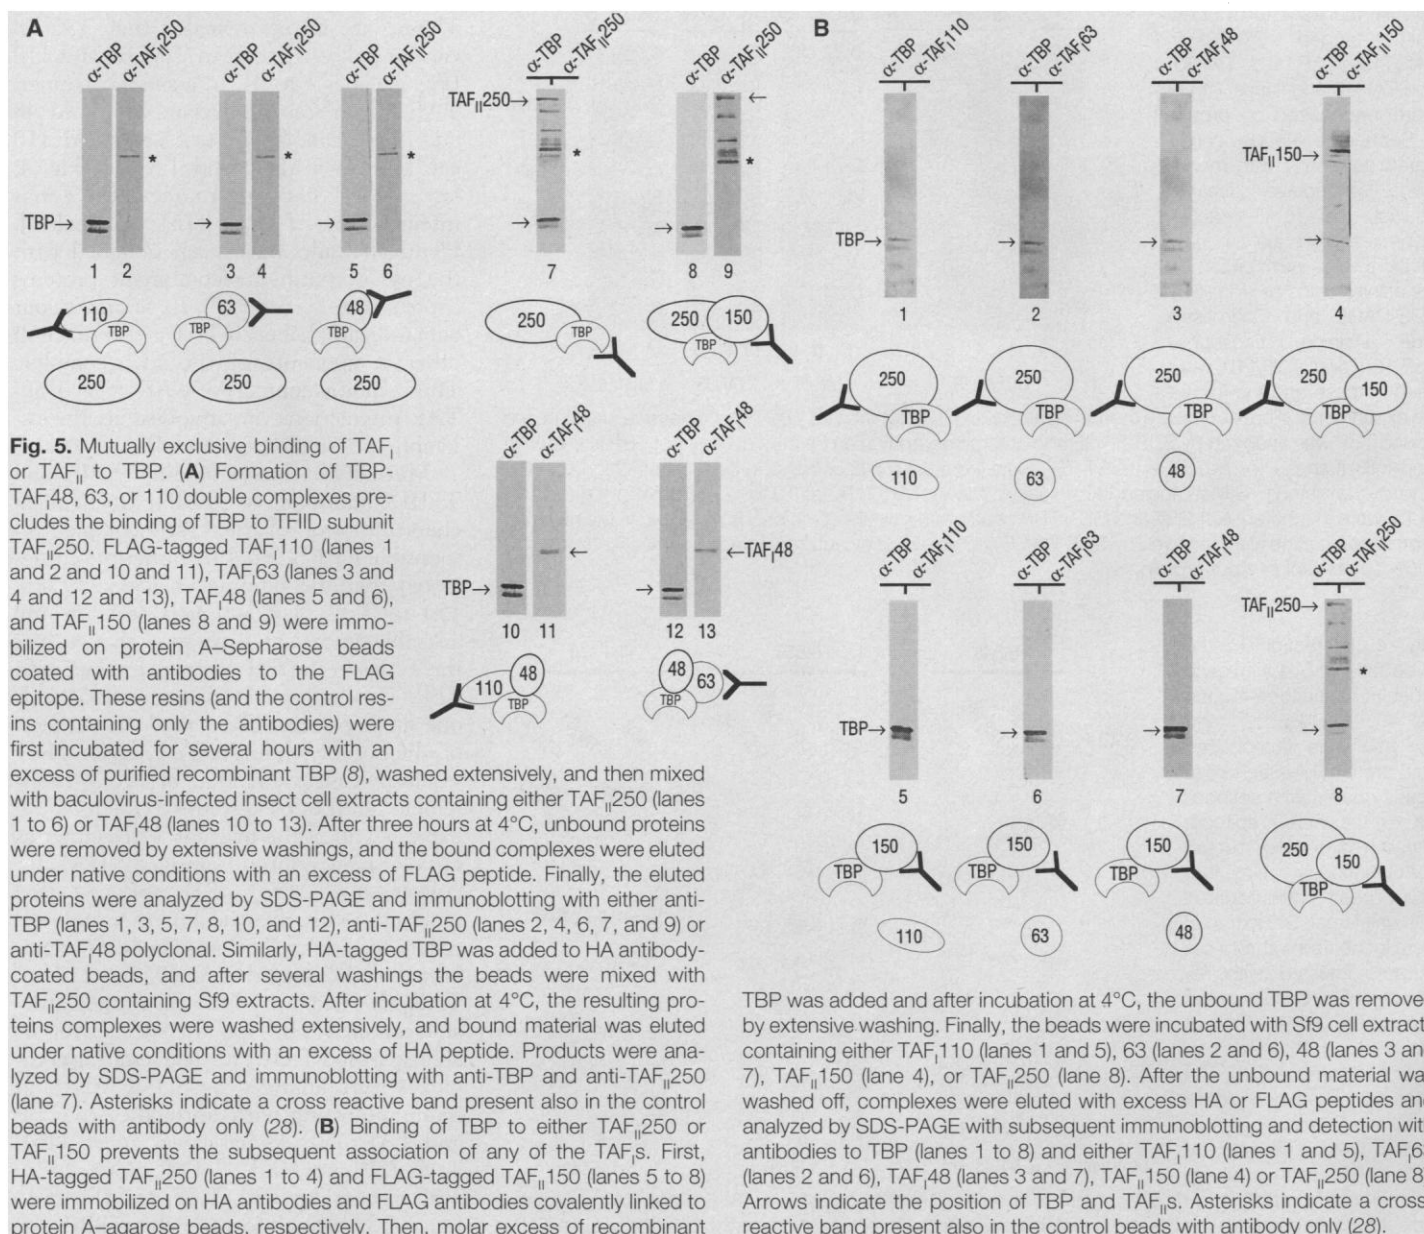 A
α-TBP
α-TAFII250
α-TBP
α-TAFII250
α-TBP
α-TAFII250
α-TBP
α-TAFII250
α-TBP
α-TAFII250
TAFII250→
←
*
*
*
*
*
TBP→
→
→
→
→
1 2 3 4 5 6 7 8 9
110
TBP
250
63
TBP
250
48
TBP
250
250
TBP
250
150
TBP
α-TBP
α-TAFI48
α-TBP
α-TAFI48
←
←TAFI48
TBP→
→
10 11 12 13
110
48
TBP
48
63
TBP
Fig. 5. Mutually exclusive binding of TAFI
or TAFII to TBP. (A) Formation of TBP-
TAFI48, 63, or 110 double complexes pre-
cludes the binding of TBP to TFIID subunit
TAFII250. FLAG-tagged TAFI110 (lanes 1
and 2 and 10 and 11), TAFI63 (lanes 3 and
4 and 12 and 13), TAFI48 (lanes 5 and 6),
and TAFII150 (lanes 8 and 9) were immo-
bilized on protein A–Sepharose beads
coated with antibodies to the FLAG
epitope. These resins (and the control res-
ins containing only the antibodies) were
first incubated for several hours with an
excess of purified recombinant TBP (8), washed extensively, and then mixed
with baculovirus-infected insect cell extracts containing either TAFII250 (lanes
1 to 6) or TAFI48 (lanes 10 to 13). After three hours at 4°C, unbound proteins
were removed by extensive washings, and the bound complexes were eluted
under native conditions with an excess of FLAG peptide. Finally, the eluted
proteins were analyzed by SDS-PAGE and immunoblotting with either anti-
TBP (lanes 1, 3, 5, 7, 8, 10, and 12), anti-TAFII250 (lanes 2, 4, 6, 7, and 9) or
anti-TAFI48 polyclonal. Similarly, HA-tagged TBP was added to HA antibody-
coated beads, and after several washings the beads were mixed with
TAFII250 containing Sf9 extracts. After incubation at 4°C, the resulting pro-
teins complexes were washed extensively, and bound material was eluted
under native conditions with an excess of HA peptide. Products were ana-
lyzed by SDS-PAGE and immunoblotting with anti-TBP and anti-TAFII250
(lane 7). Asterisks indicate a cross reactive band present also in the control
beads with antibody only (28). (B) Binding of TBP to either TAFII250 or
TAFII150 prevents the subsequent association of any of the TAFIs. First,
HA-tagged TAFII250 (lanes 1 to 4) and FLAG-tagged TAFII150 (lanes 5 to 8)
were immobilized on HA antibodies and FLAG antibodies covalently linked to
protein A–agarose beads, respectively. Then, molar excess of recombinant
B
α-TBP
α-TAFI110
α-TBP
α-TAFI63
α-TBP
α-TAFI48
α-TBP
α-TAFII150
TAFII150→
TBP→
→
→
→
1 2 3 4
250
TBP
110
250
TBP
63
250
TBP
48
250
TBP
150
α-TBP
α-TAFI110
α-TBP
α-TAFI63
α-TBP
α-TAFI48
α-TBP
α-TAFII250
TAFII250→
*
TBP→
→
→
→
5 6 7 8
150
TBP
110
150
TBP
63
150
TBP
48
250
150
TBP
TBP was added and after incubation at 4°C, the unbound TBP was remove
by extensive washing. Finally, the beads were incubated with Sf9 cell extract
containing either TAFI110 (lanes 1 and 5), 63 (lanes 2 and 6), 48 (lanes 3 an
7), TAFII150 (lane 4), or TAFII250 (lane 8). After the unbound material wa
washed off, complexes were eluted with excess HA or FLAG peptides an
analyzed by SDS-PAGE with subsequent immunoblotting and detection wit
antibodies to TBP (lanes 1 to 8) and either TAFI110 (lanes 1 and 5), TAFI6
(lanes 2 and 6), TAFI48 (lanes 3 and 7), TAFII150 (lane 4) or TAFII250 (lane 8
Arrows indicate the position of TBP and TAFIIs. Asterisks indicate a cross
reactive band present also in the control beads with antibody only (28).